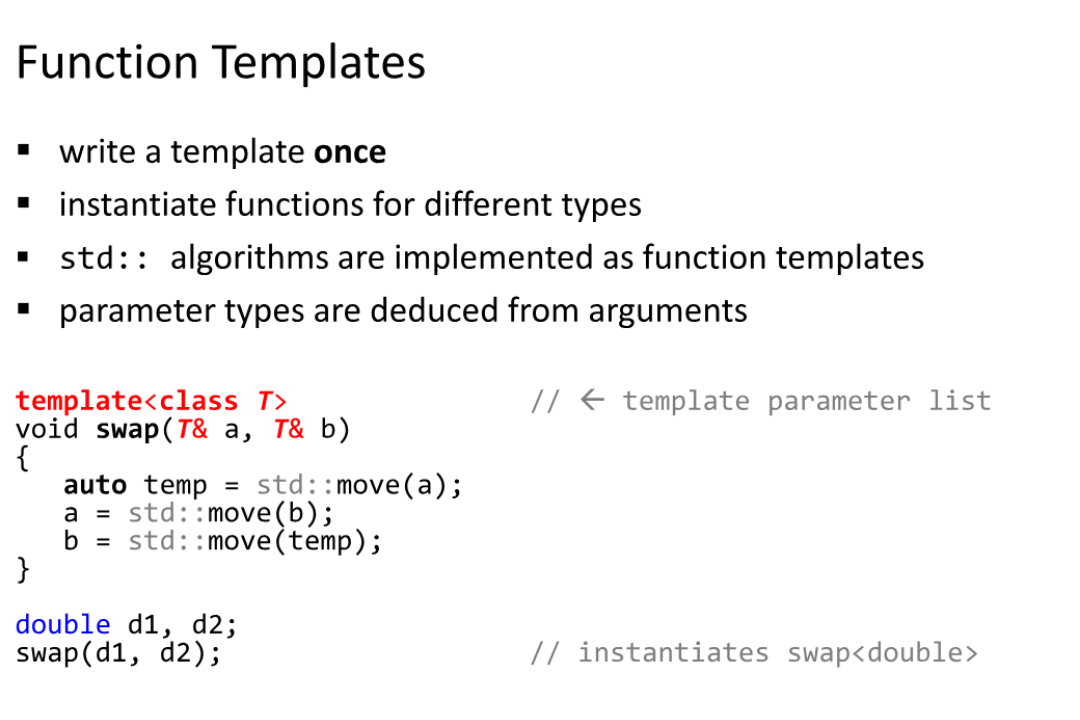 Function Templates
▪ write a template once
▪ instantiate functions for different types
▪ std:: algorithms are implemented as function templates
▪ parameter types are deduced from arguments
template<class T> // ← template parameter list
void swap(T& a, T& b)
{
auto temp = std::move(a);
a = std::move(b);
b = std::move(temp);
}
double d1, d2;
swap(d1, d2); // instantiates swap<double>